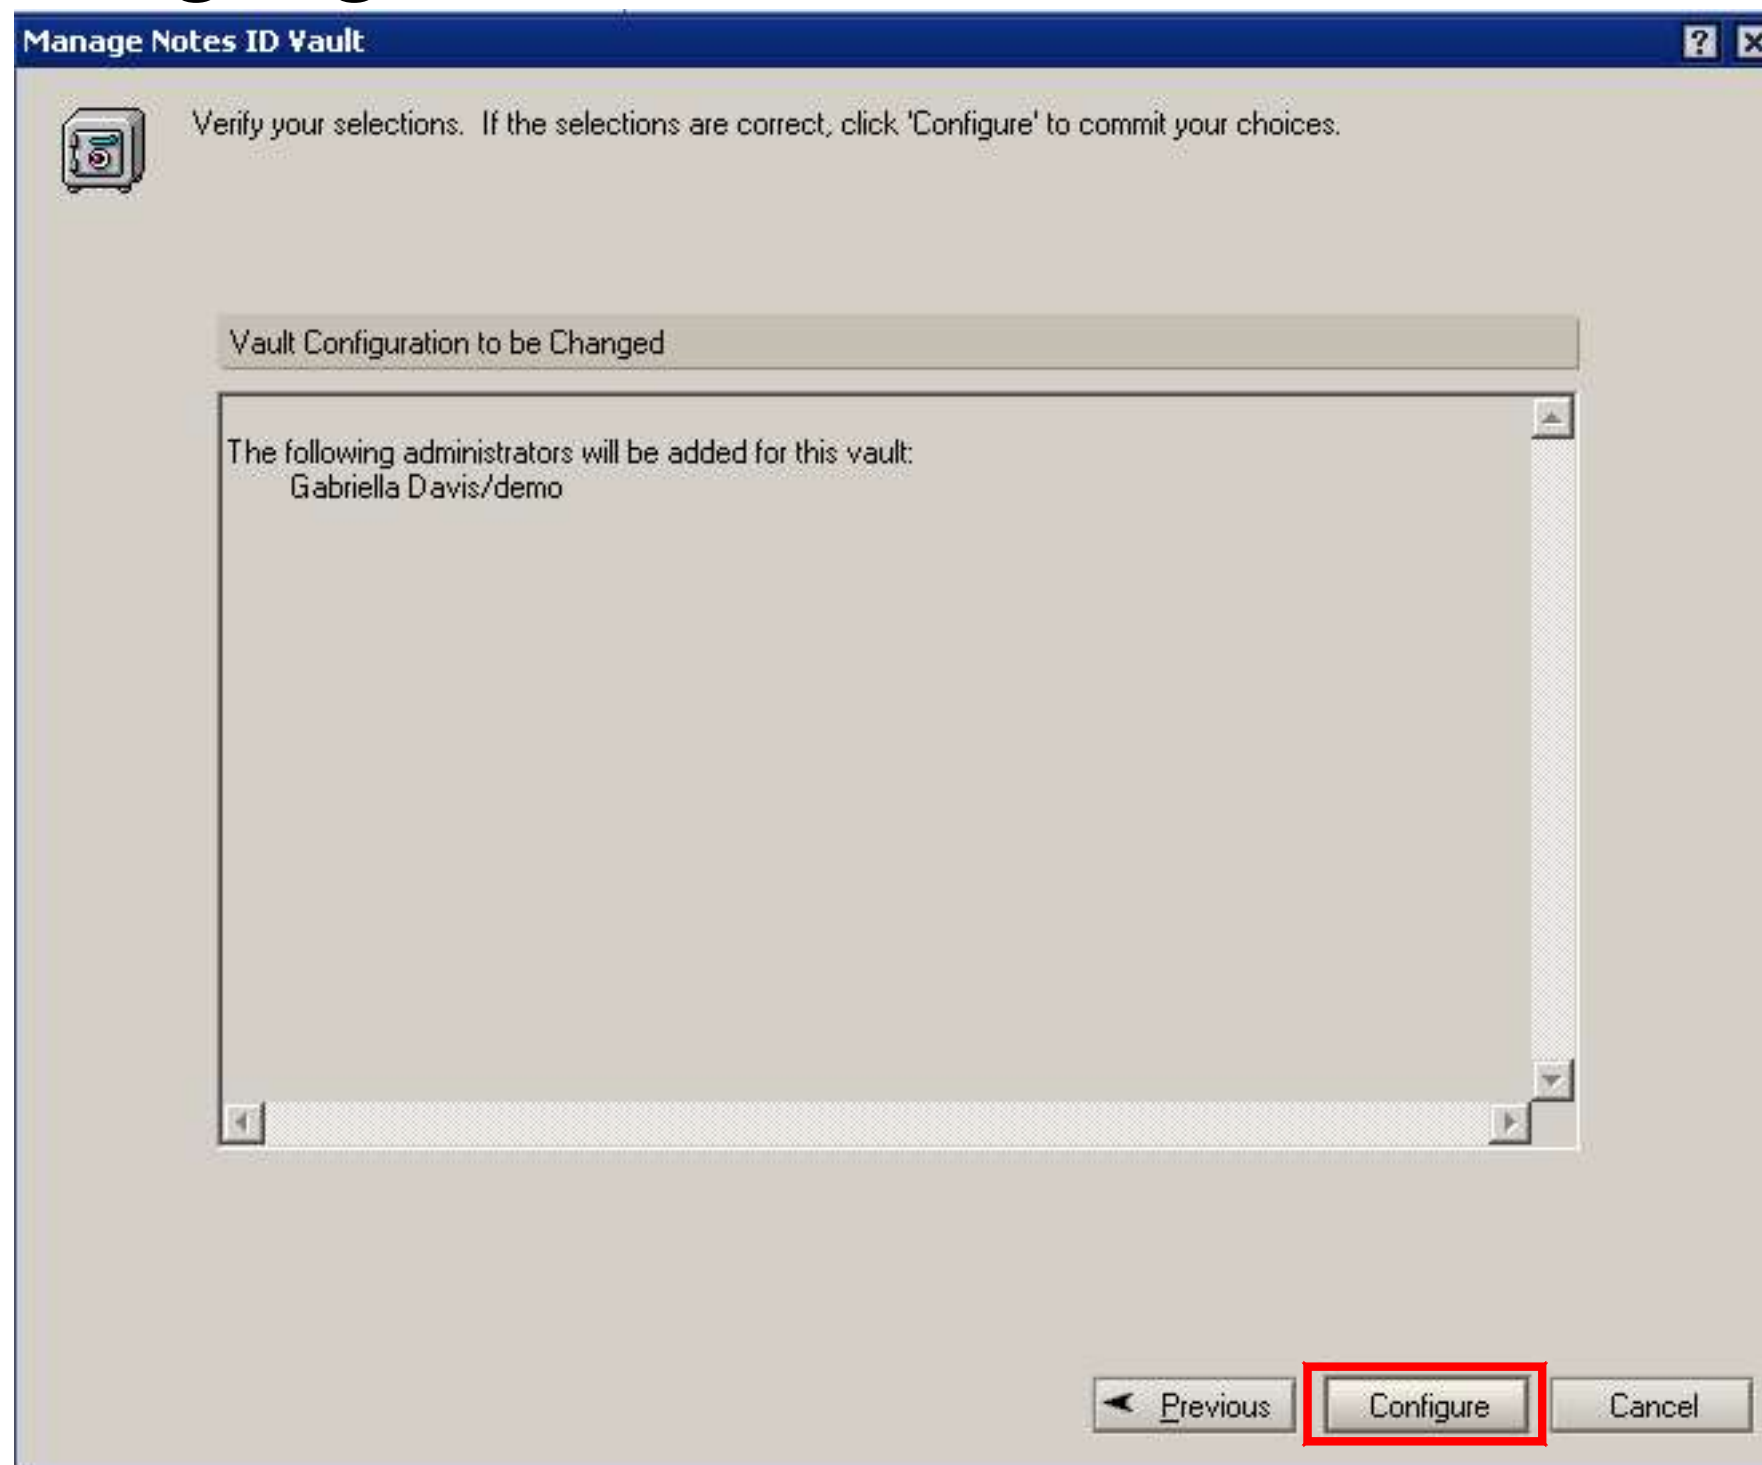 Manage Notes ID Vault
Verify your selections.  If the selections are correct, click 'Configure' to commit your choices.
Vault Configuration to be Changed
The following administrators will be added for this vault:
Gabriella Davis/demo
Previous Configure Cancel